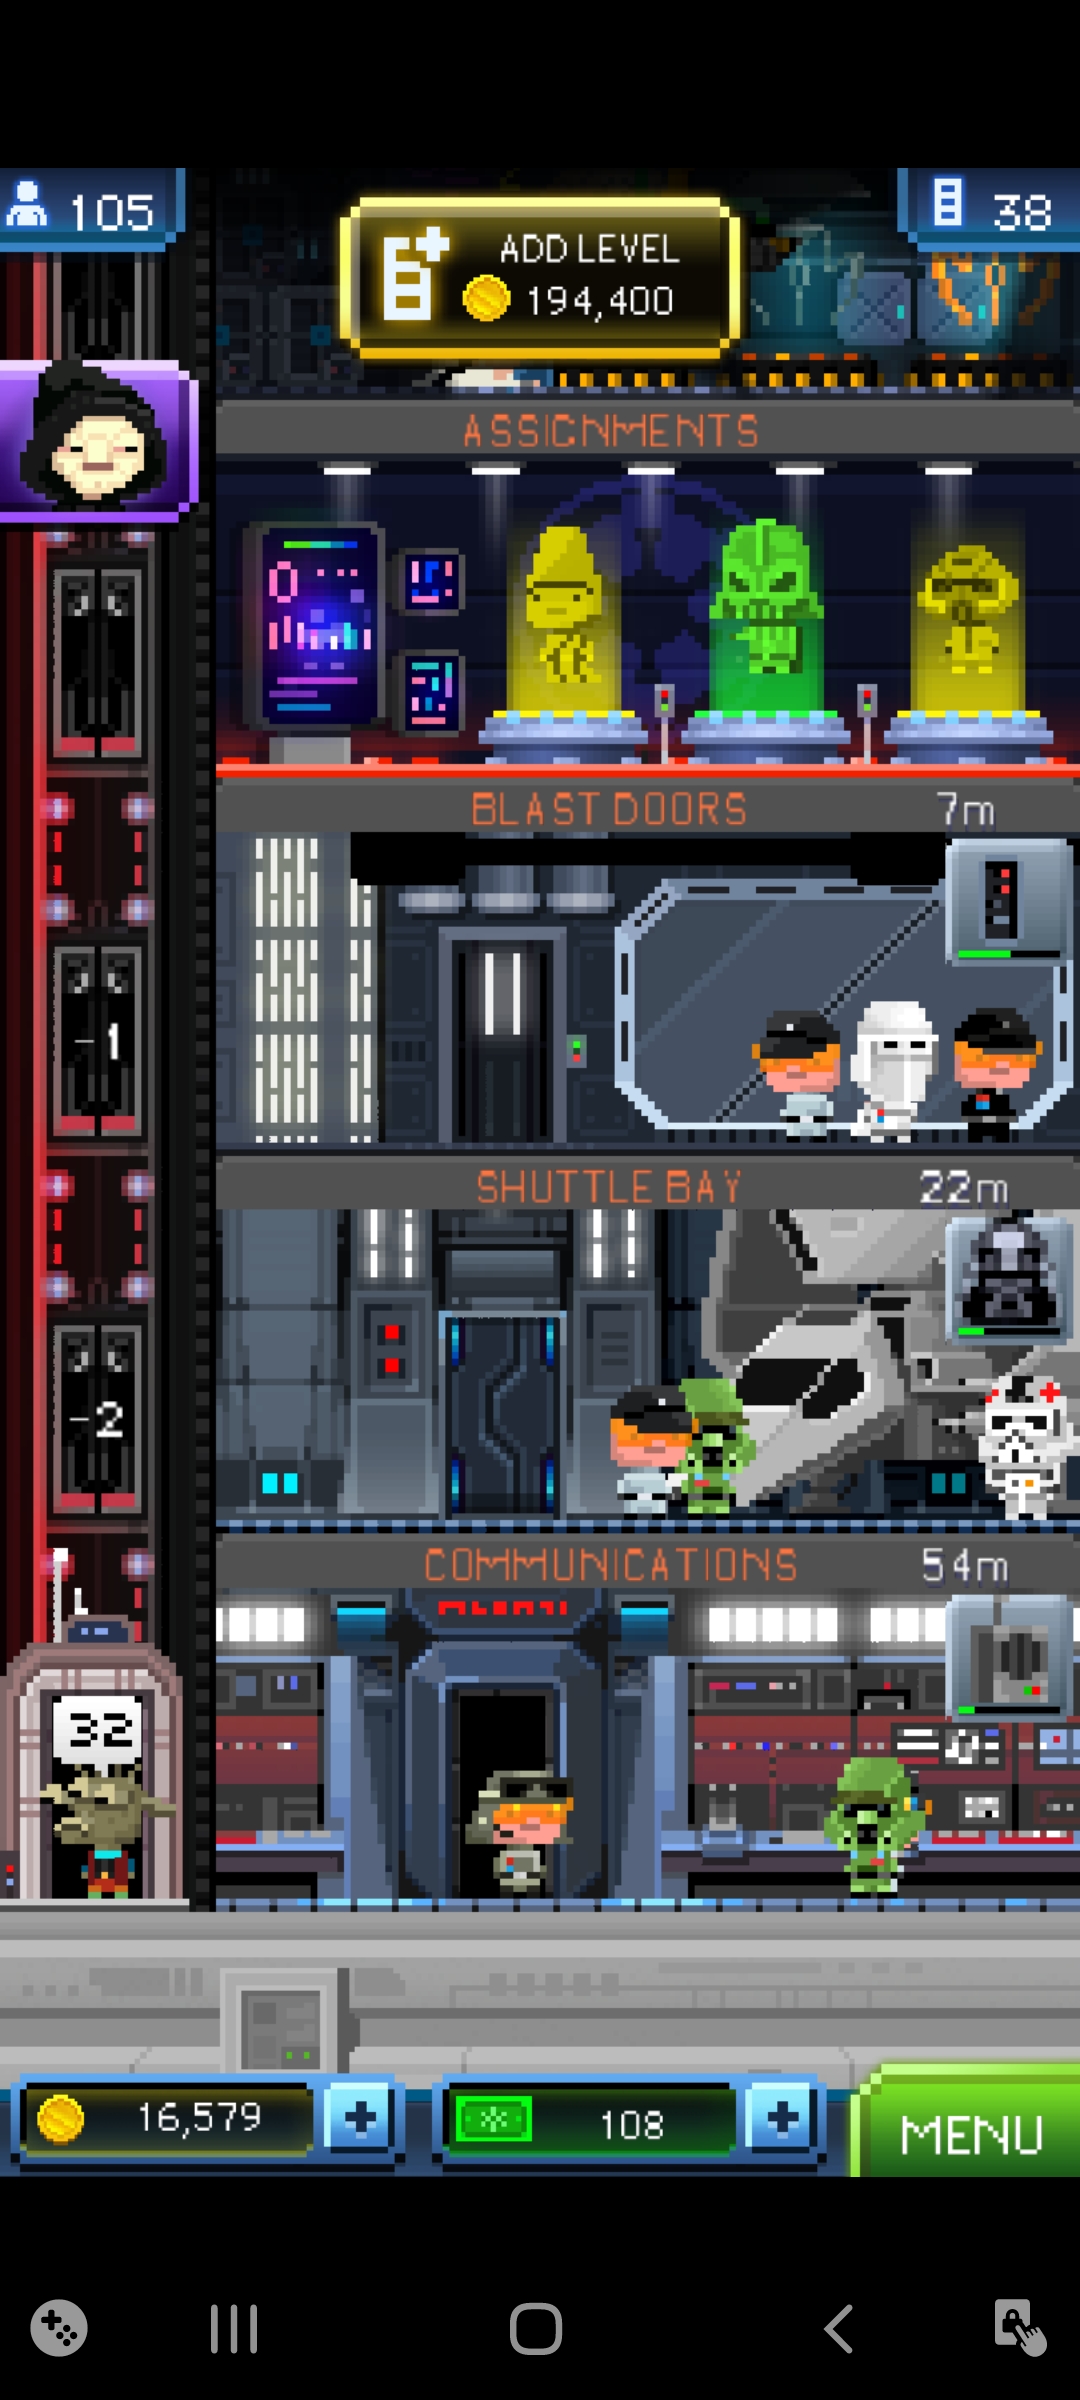 105
ADD LEVEL
194,400
38
ASSIGNMENTS
BLAST DOORS 7m
-1
SHUTTLE BAY 22m
-2
COMMUNICATIONS 54m
32
16,579
108
MENU